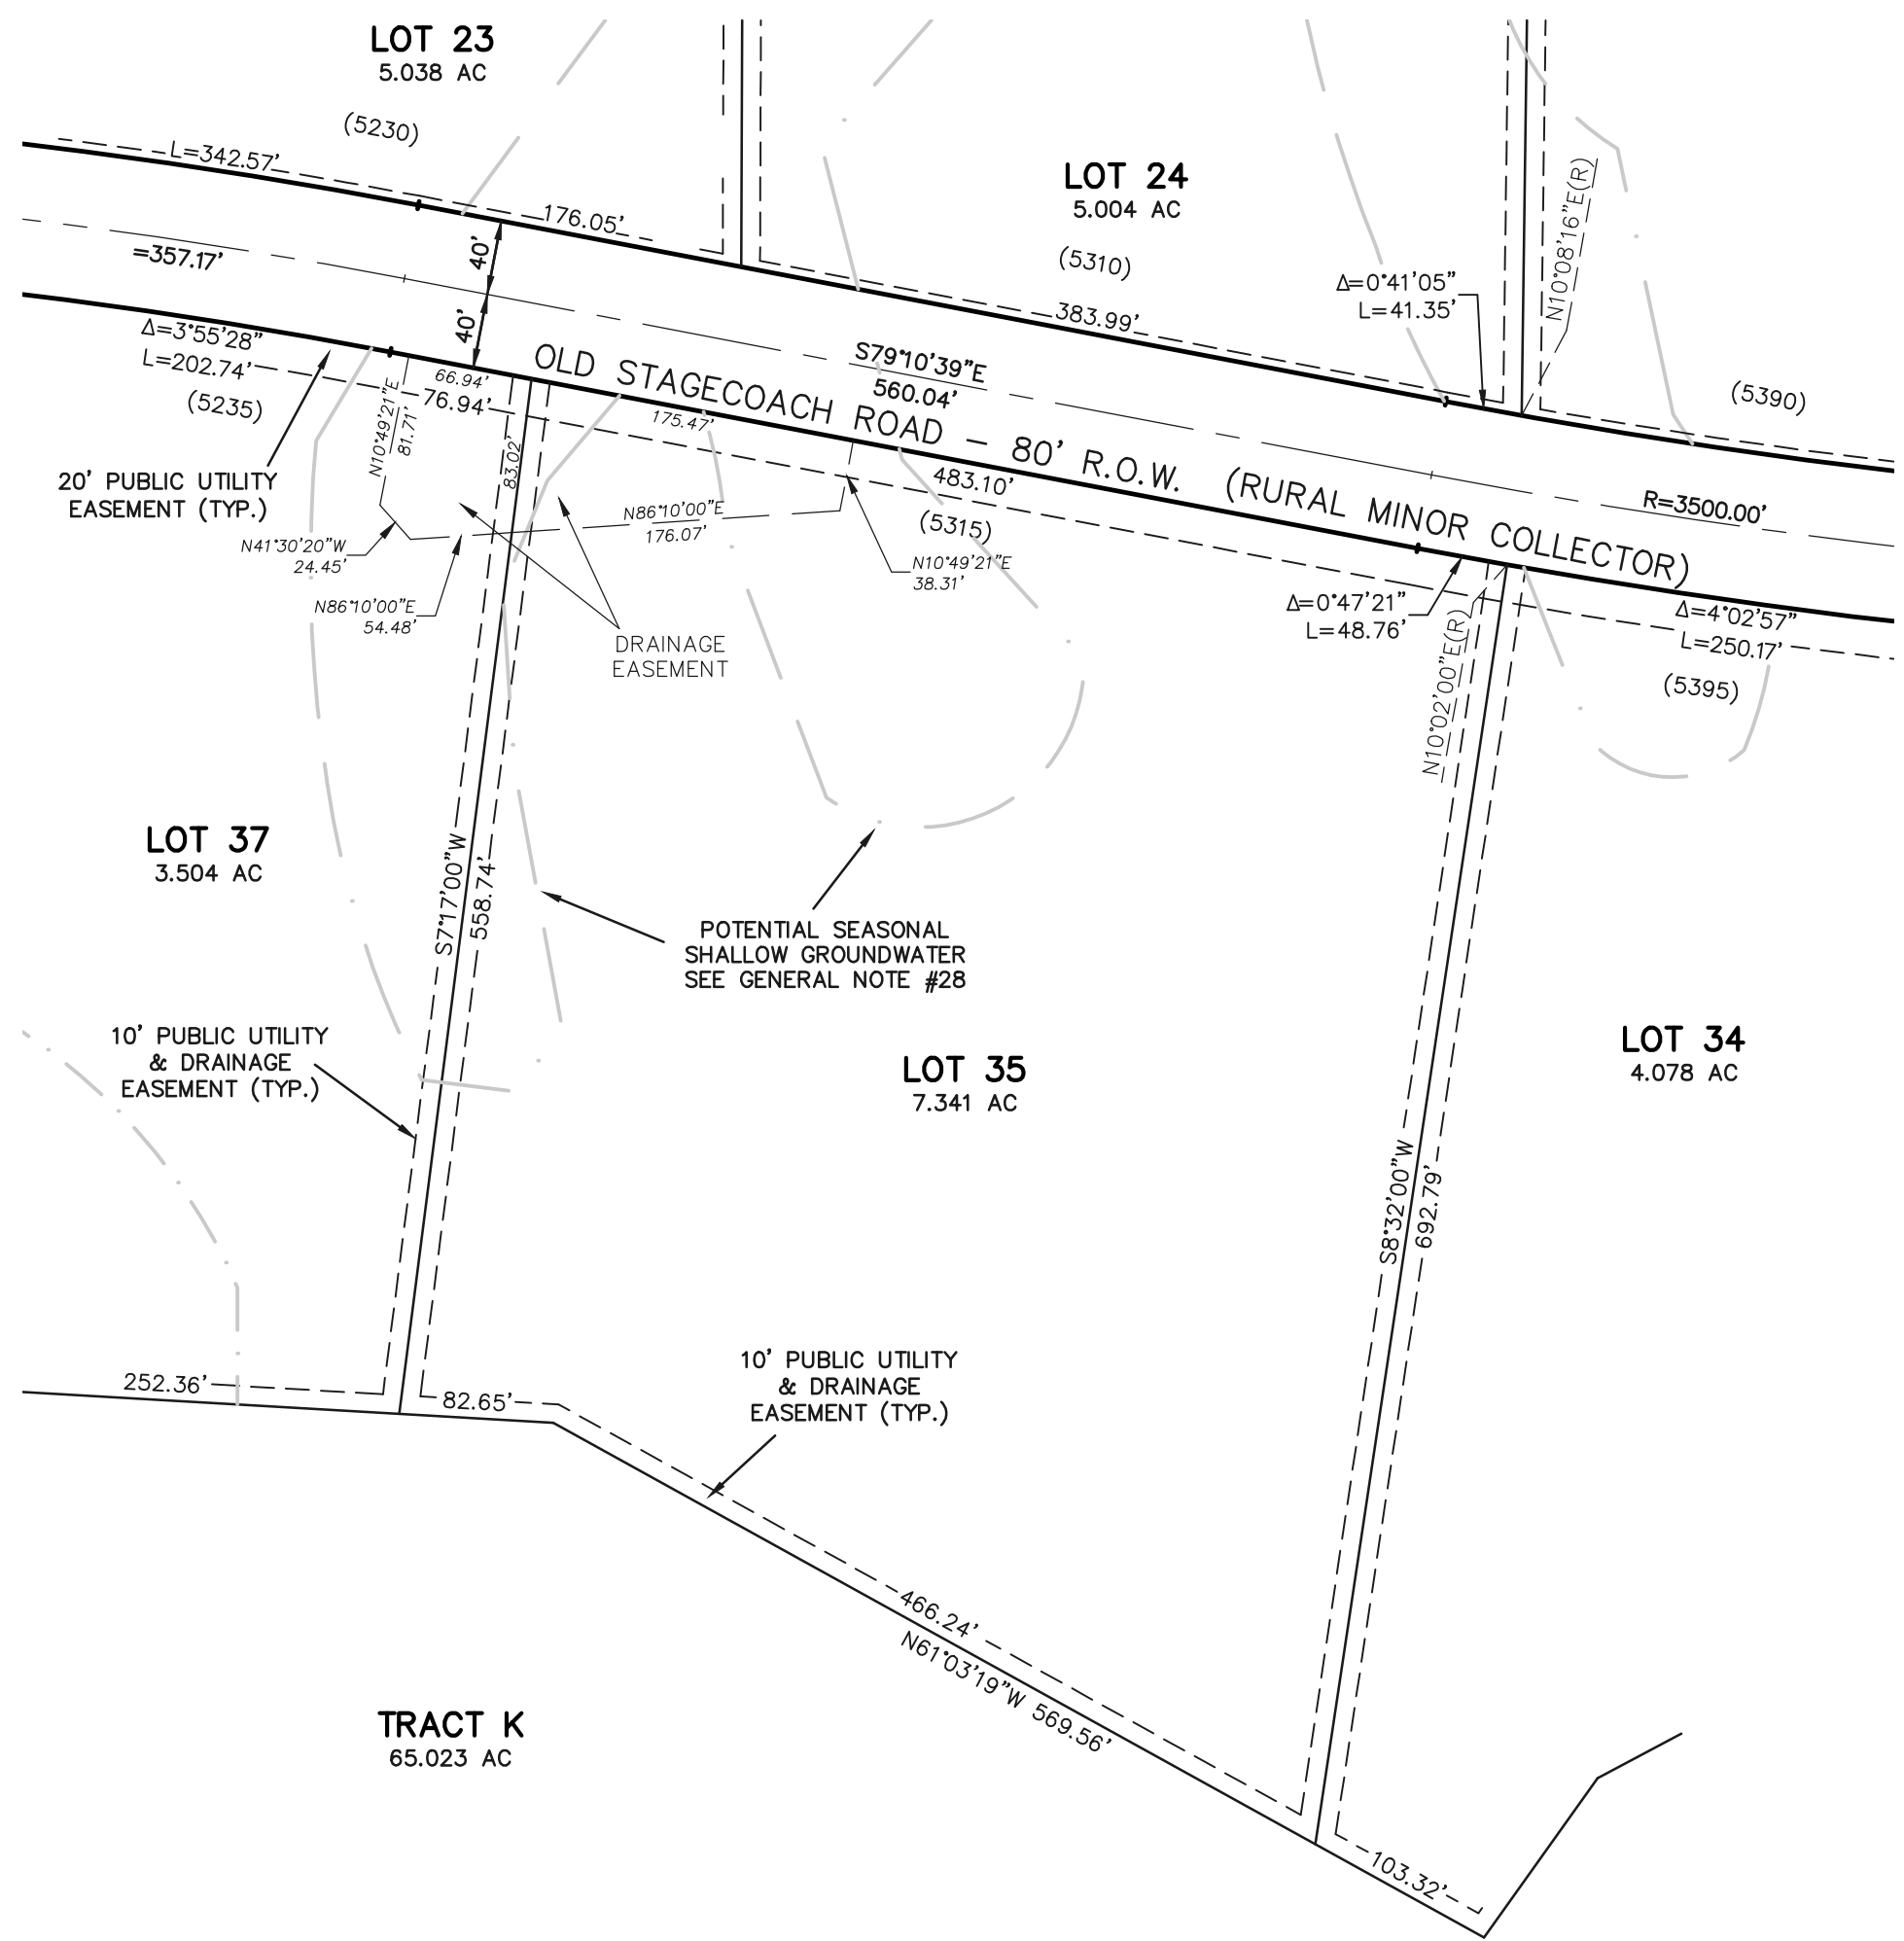 LOT 23
5.038 AC
(5230)
L=342.57'
176.05'
=357.17'
40'
40'
LOT 24
5.004 AC
(5310)
383.99'
Δ=0°41'05"
L=41.35'
N10°08'16"E(R)
(5390)
Δ=3°55'28"
L=202.74'
(5235)
20' PUBLIC UTILITY
EASEMENT (TYP.)
66.94'
76.94'
N10°49'21"E
81.71'
83.02'
N41°30'20"W
24.45'
N86°10'00"E
54.48'
OLD STAGECOACH ROAD – 80' R.O.W. (RURAL MINOR COLLECTOR)
S79°10'39"E
560.04'
175.47'
483.10'
N86°10'00"E
176.07'
(5315)
N10°49'21"E
38.31'
R=3500.00'
DRAINAGE
EASEMENT
Δ=0°47'21"
L=48.76'
N10°02'00"E(R)
Δ=4°02'57"
L=250.17'
(5395)
LOT 37
3.504 AC
S7°17'00"W
558.74'
POTENTIAL SEASONAL
SHALLOW GROUNDWATER
SEE GENERAL NOTE #28
10' PUBLIC UTILITY
& DRAINAGE
EASEMENT (TYP.)
LOT 35
7.341 AC
LOT 34
4.078 AC
S8°32'00"W
692.79'
252.36'
82.65'
10' PUBLIC UTILITY
& DRAINAGE
EASEMENT (TYP.)
466.24'
N61°03'19"W 569.56'
TRACT K
65.023 AC
103.32'